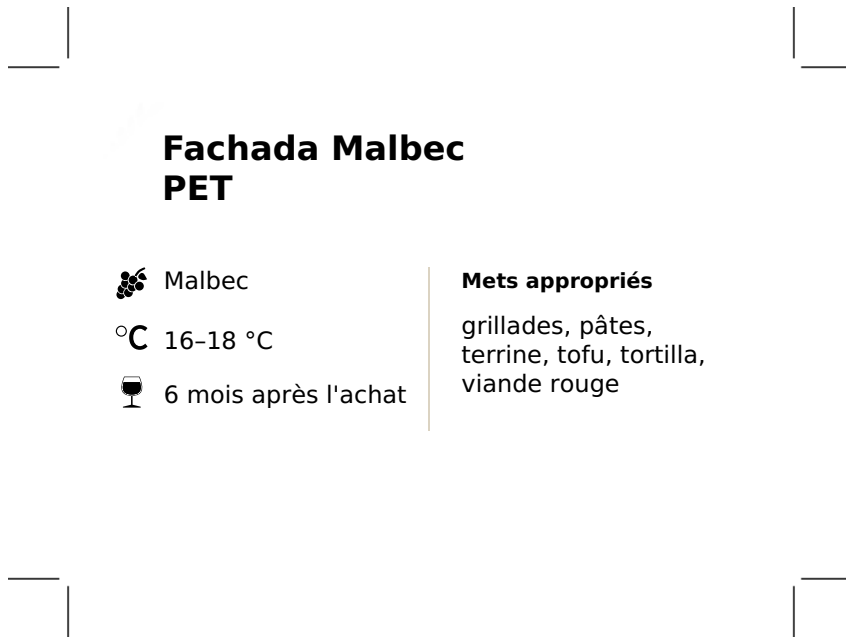 Fachada Malbec
PET
Malbec
°C 16–18 °C
6 mois après l'achat
Mets appropriés
grillades, pâtes,
terrine, tofu, tortilla,
viande rouge